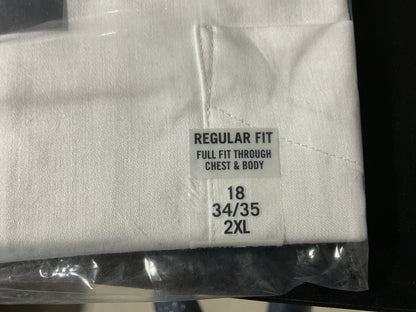 REGULAR FIT
FULL FIT THROUGH
CHEST & BODY
18
34/35
2XL